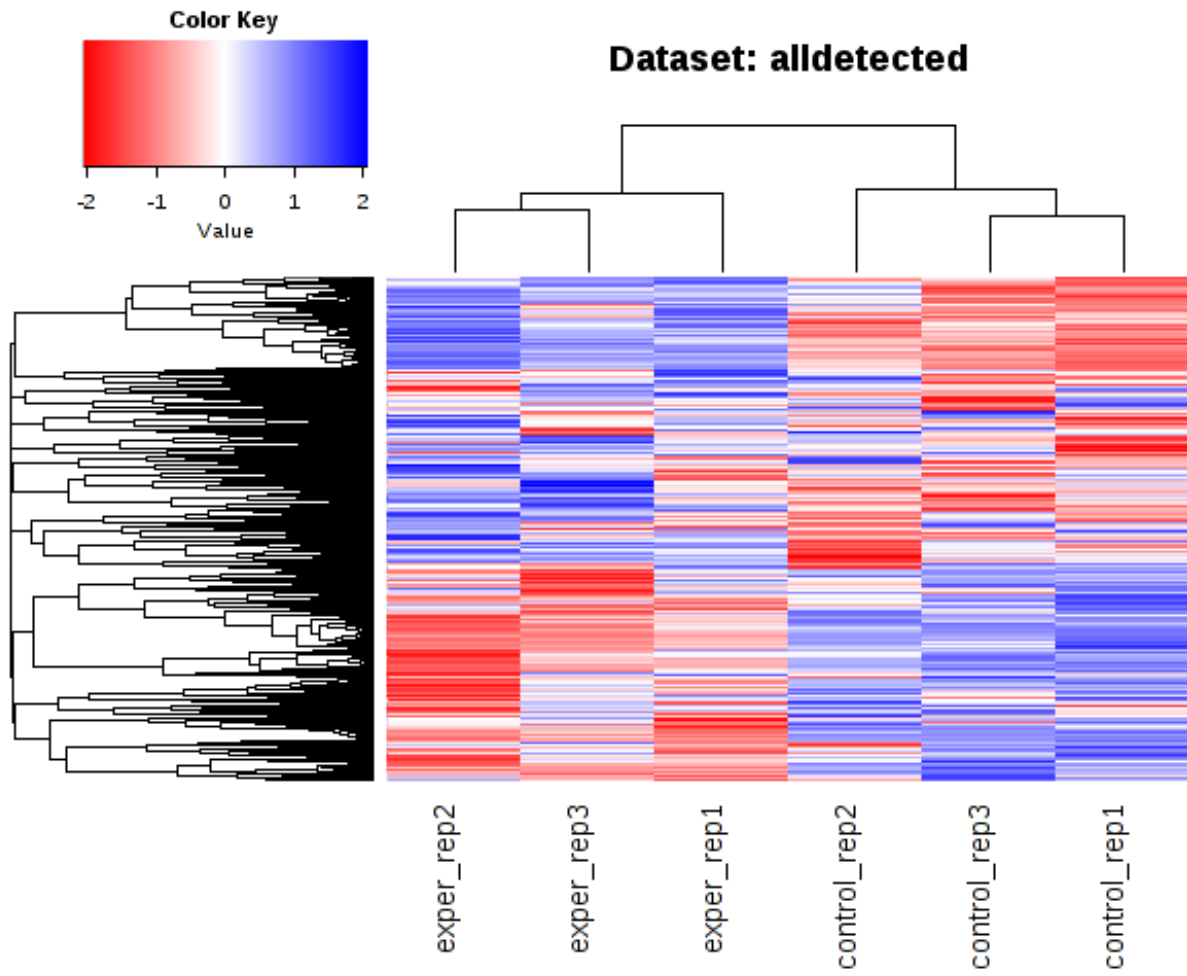 Color Key
-2 -1 0 1 2
Value
Dataset: alldetected
exper_rep2
exper_rep3
exper_rep1
control_rep2
control_rep3
control_rep1